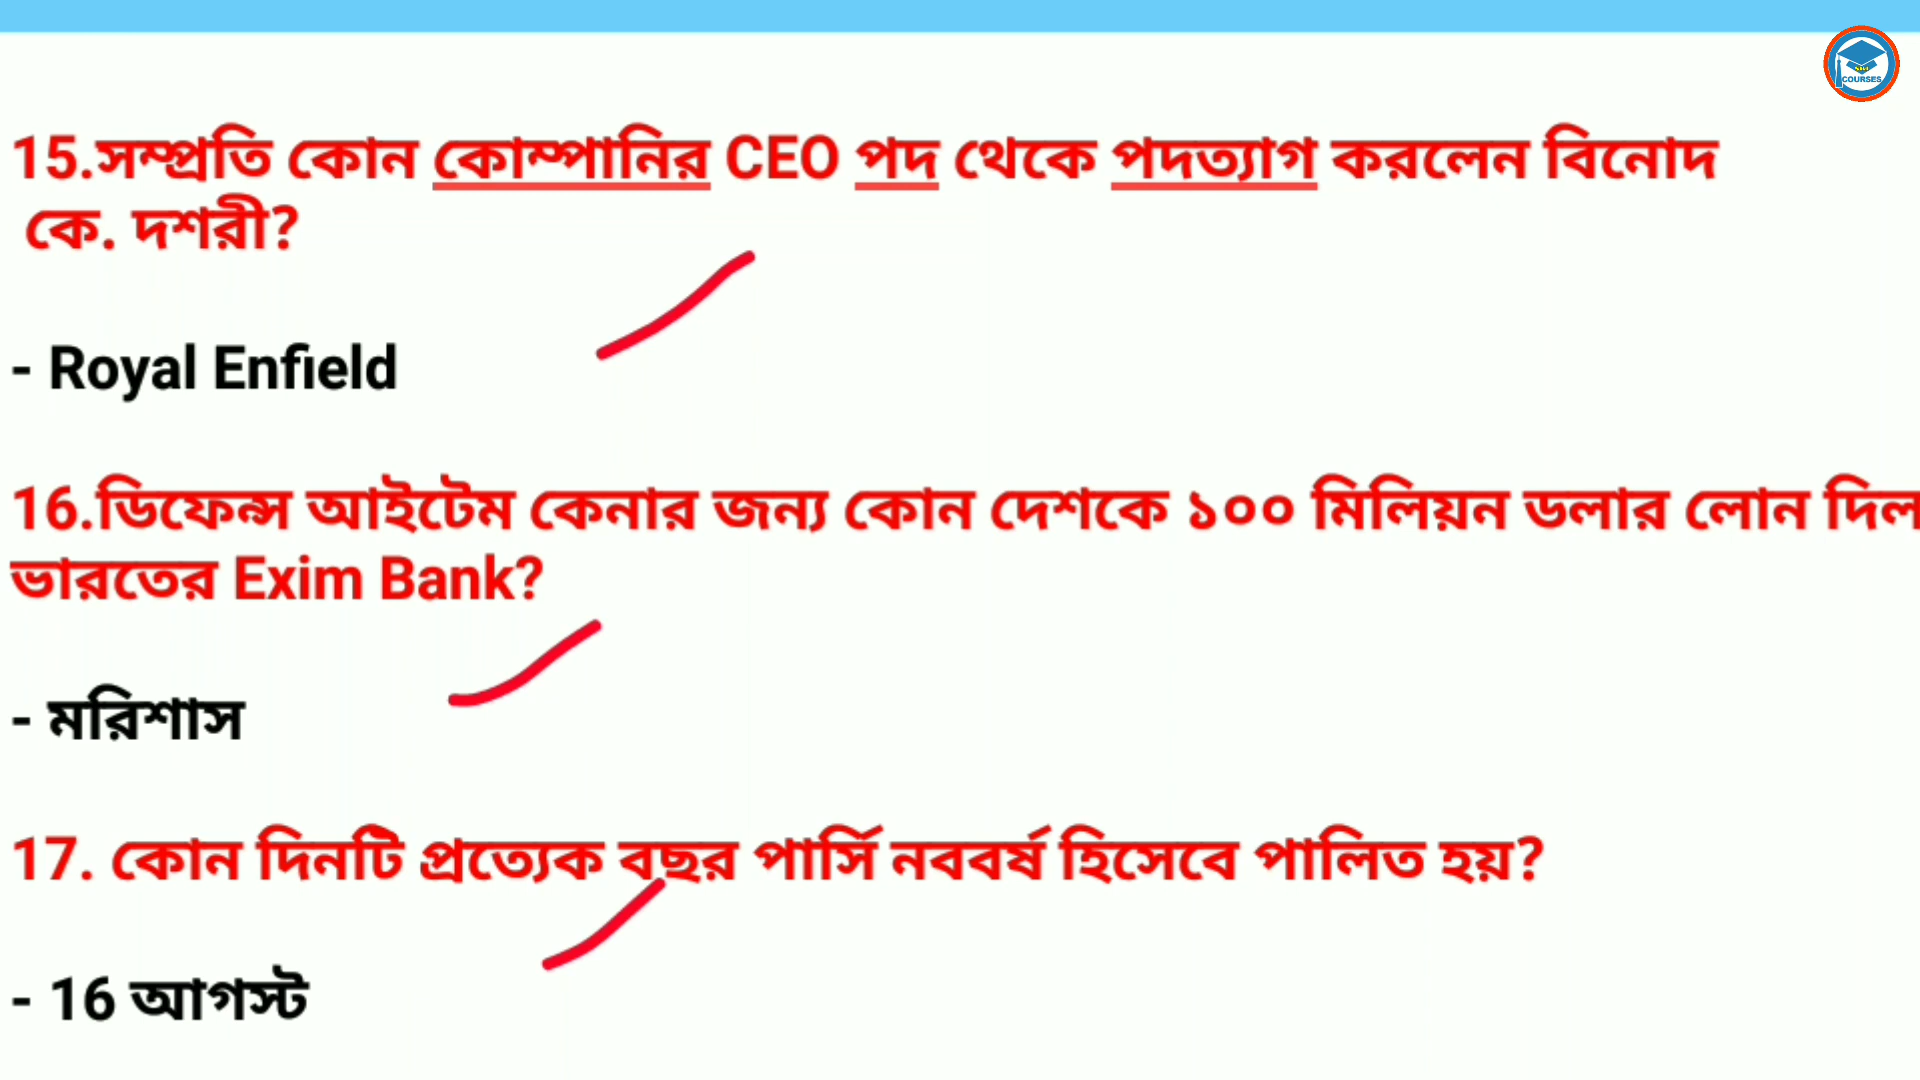 COURSES
15.সম্প্রতি কোন কোম্পানির CEO পদ থেকে পদত্যাগ করলেন বিনোদ
কে. দশরী?
- Royal Enfield
16.ডিফেন্স আইটেম কেনার জন্য কোন দেশকে ১০০ মিলিয়ন ডলার লোন দিল
ভারতের Exim Bank?
- মরিশাস
17. কোন দিনটি প্রত্যেক বছর পার্সি নববর্ষ হিসেবে পালিত হয়?
- 16 আগস্ট